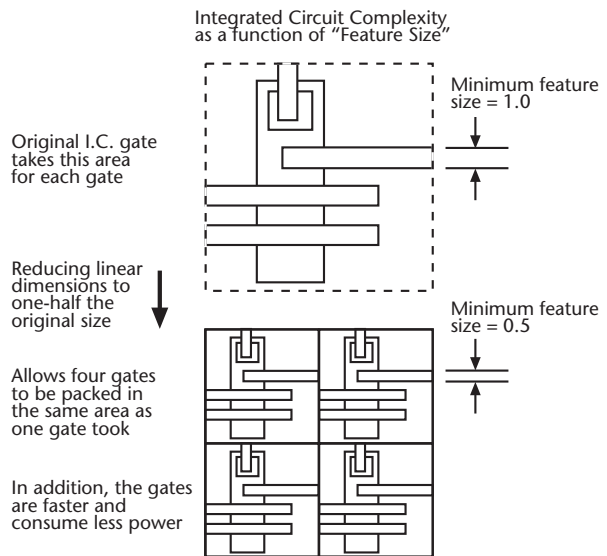 Integrated Circuit Complexity
as a function of “Feature Size”
Minimum feature
size = 1.0
Original I.C. gate
takes this area
for each gate
Reducing linear
dimensions to
one-half the
original size
Minimum feature
size = 0.5
Allows four gates
to be packed in
the same area as
one gate took
In addition, the gates
are faster and
consume less power